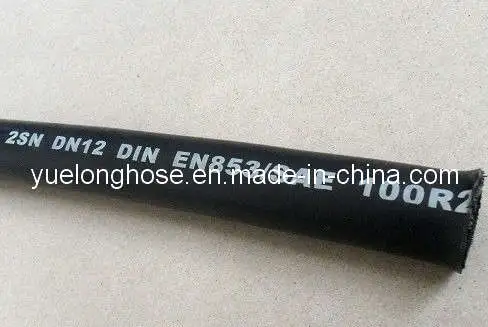 2SN DN12 DIN EN853/SAE 100R2
yuelonghose.en.made-in-china.com